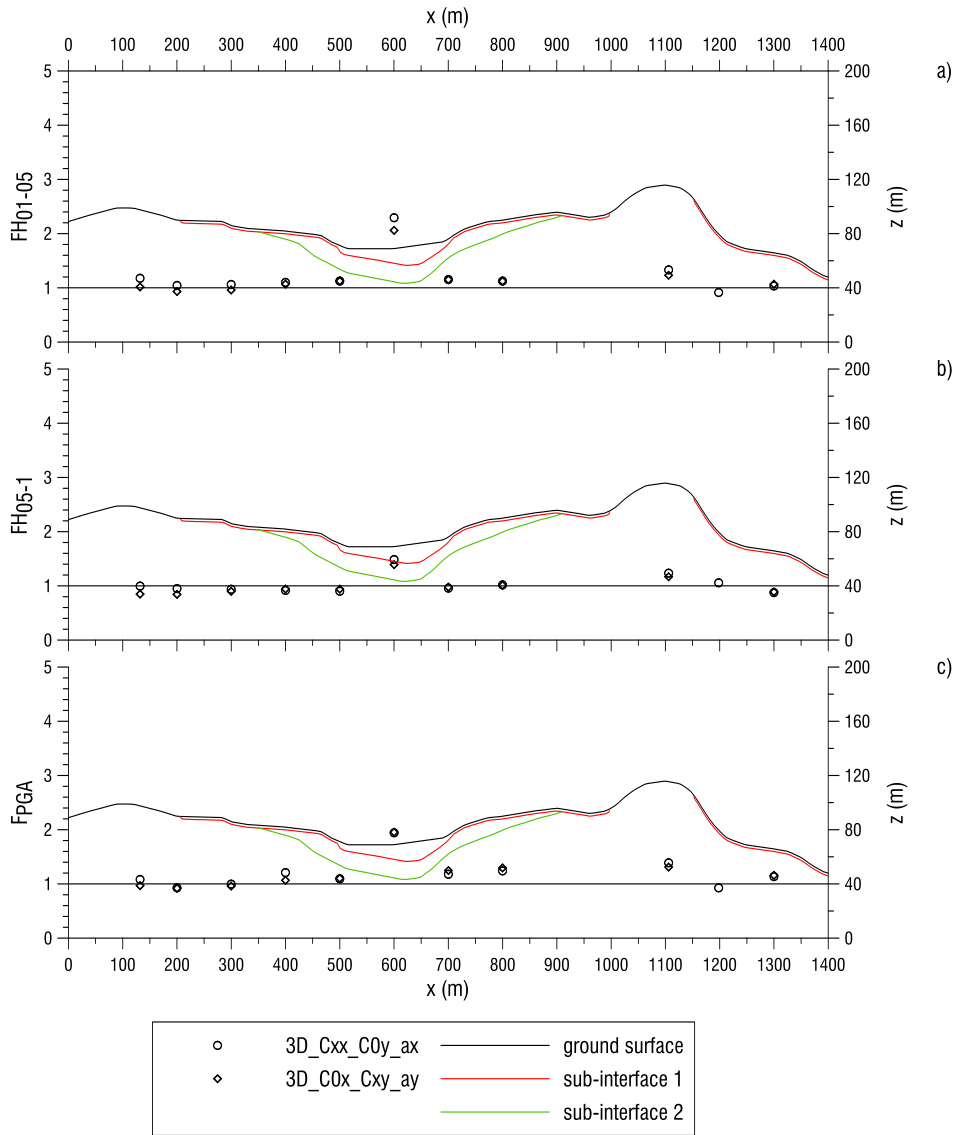 x (m)
0 100 200 300 400 500 600 700 800 900 1000 1100 1200 1300 1400
a)
5 4 3 2 1 0
FH01-05
200 160 120 80 40 0
z (m)
b)
5 4 3 2 1 0
FH05-1
200 160 120 80 40 0
z (m)
c)
5 4 3 2 1 0
FPGA
200 160 120 80 40 0
z (m)
0 100 200 300 400 500 600 700 800 900 1000 1100 1200 1300 1400
x (m)
3D_Cxx_C0y_ax ground surface
3D_C0x_Cxy_ay sub-interface 1
sub-interface 2